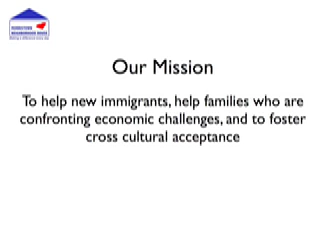 Our Mission
To help new immigrants, help families who are
confronting economic challenges, and to foster
cross cultural acceptance